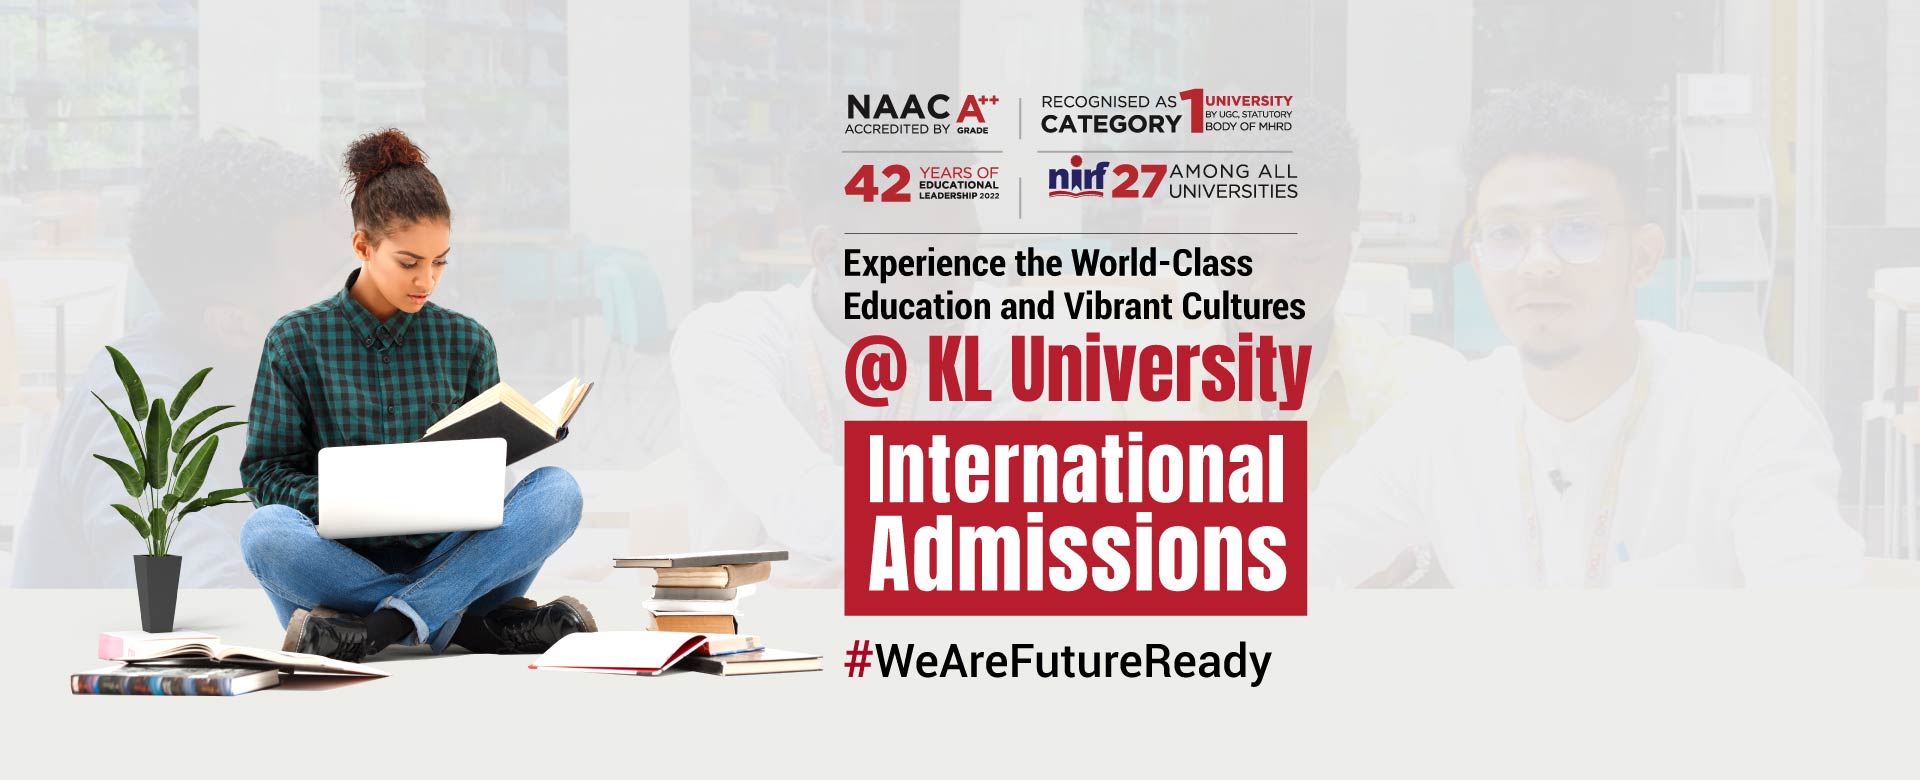 NAAC A++
ACCREDITED BY GRADE
RECOGNISED AS
CATEGORY 1 UNIVERSITY
BY UGC, STATUTORY
BODY OF MHRD
42 YEARS OF
EDUCATIONAL
LEADERSHIP 2022
nirf 27 AMONG ALL
UNIVERSITIES
Experience the World-Class
Education and Vibrant Cultures
@ KL University
International
Admissions
#WeAreFutureReady